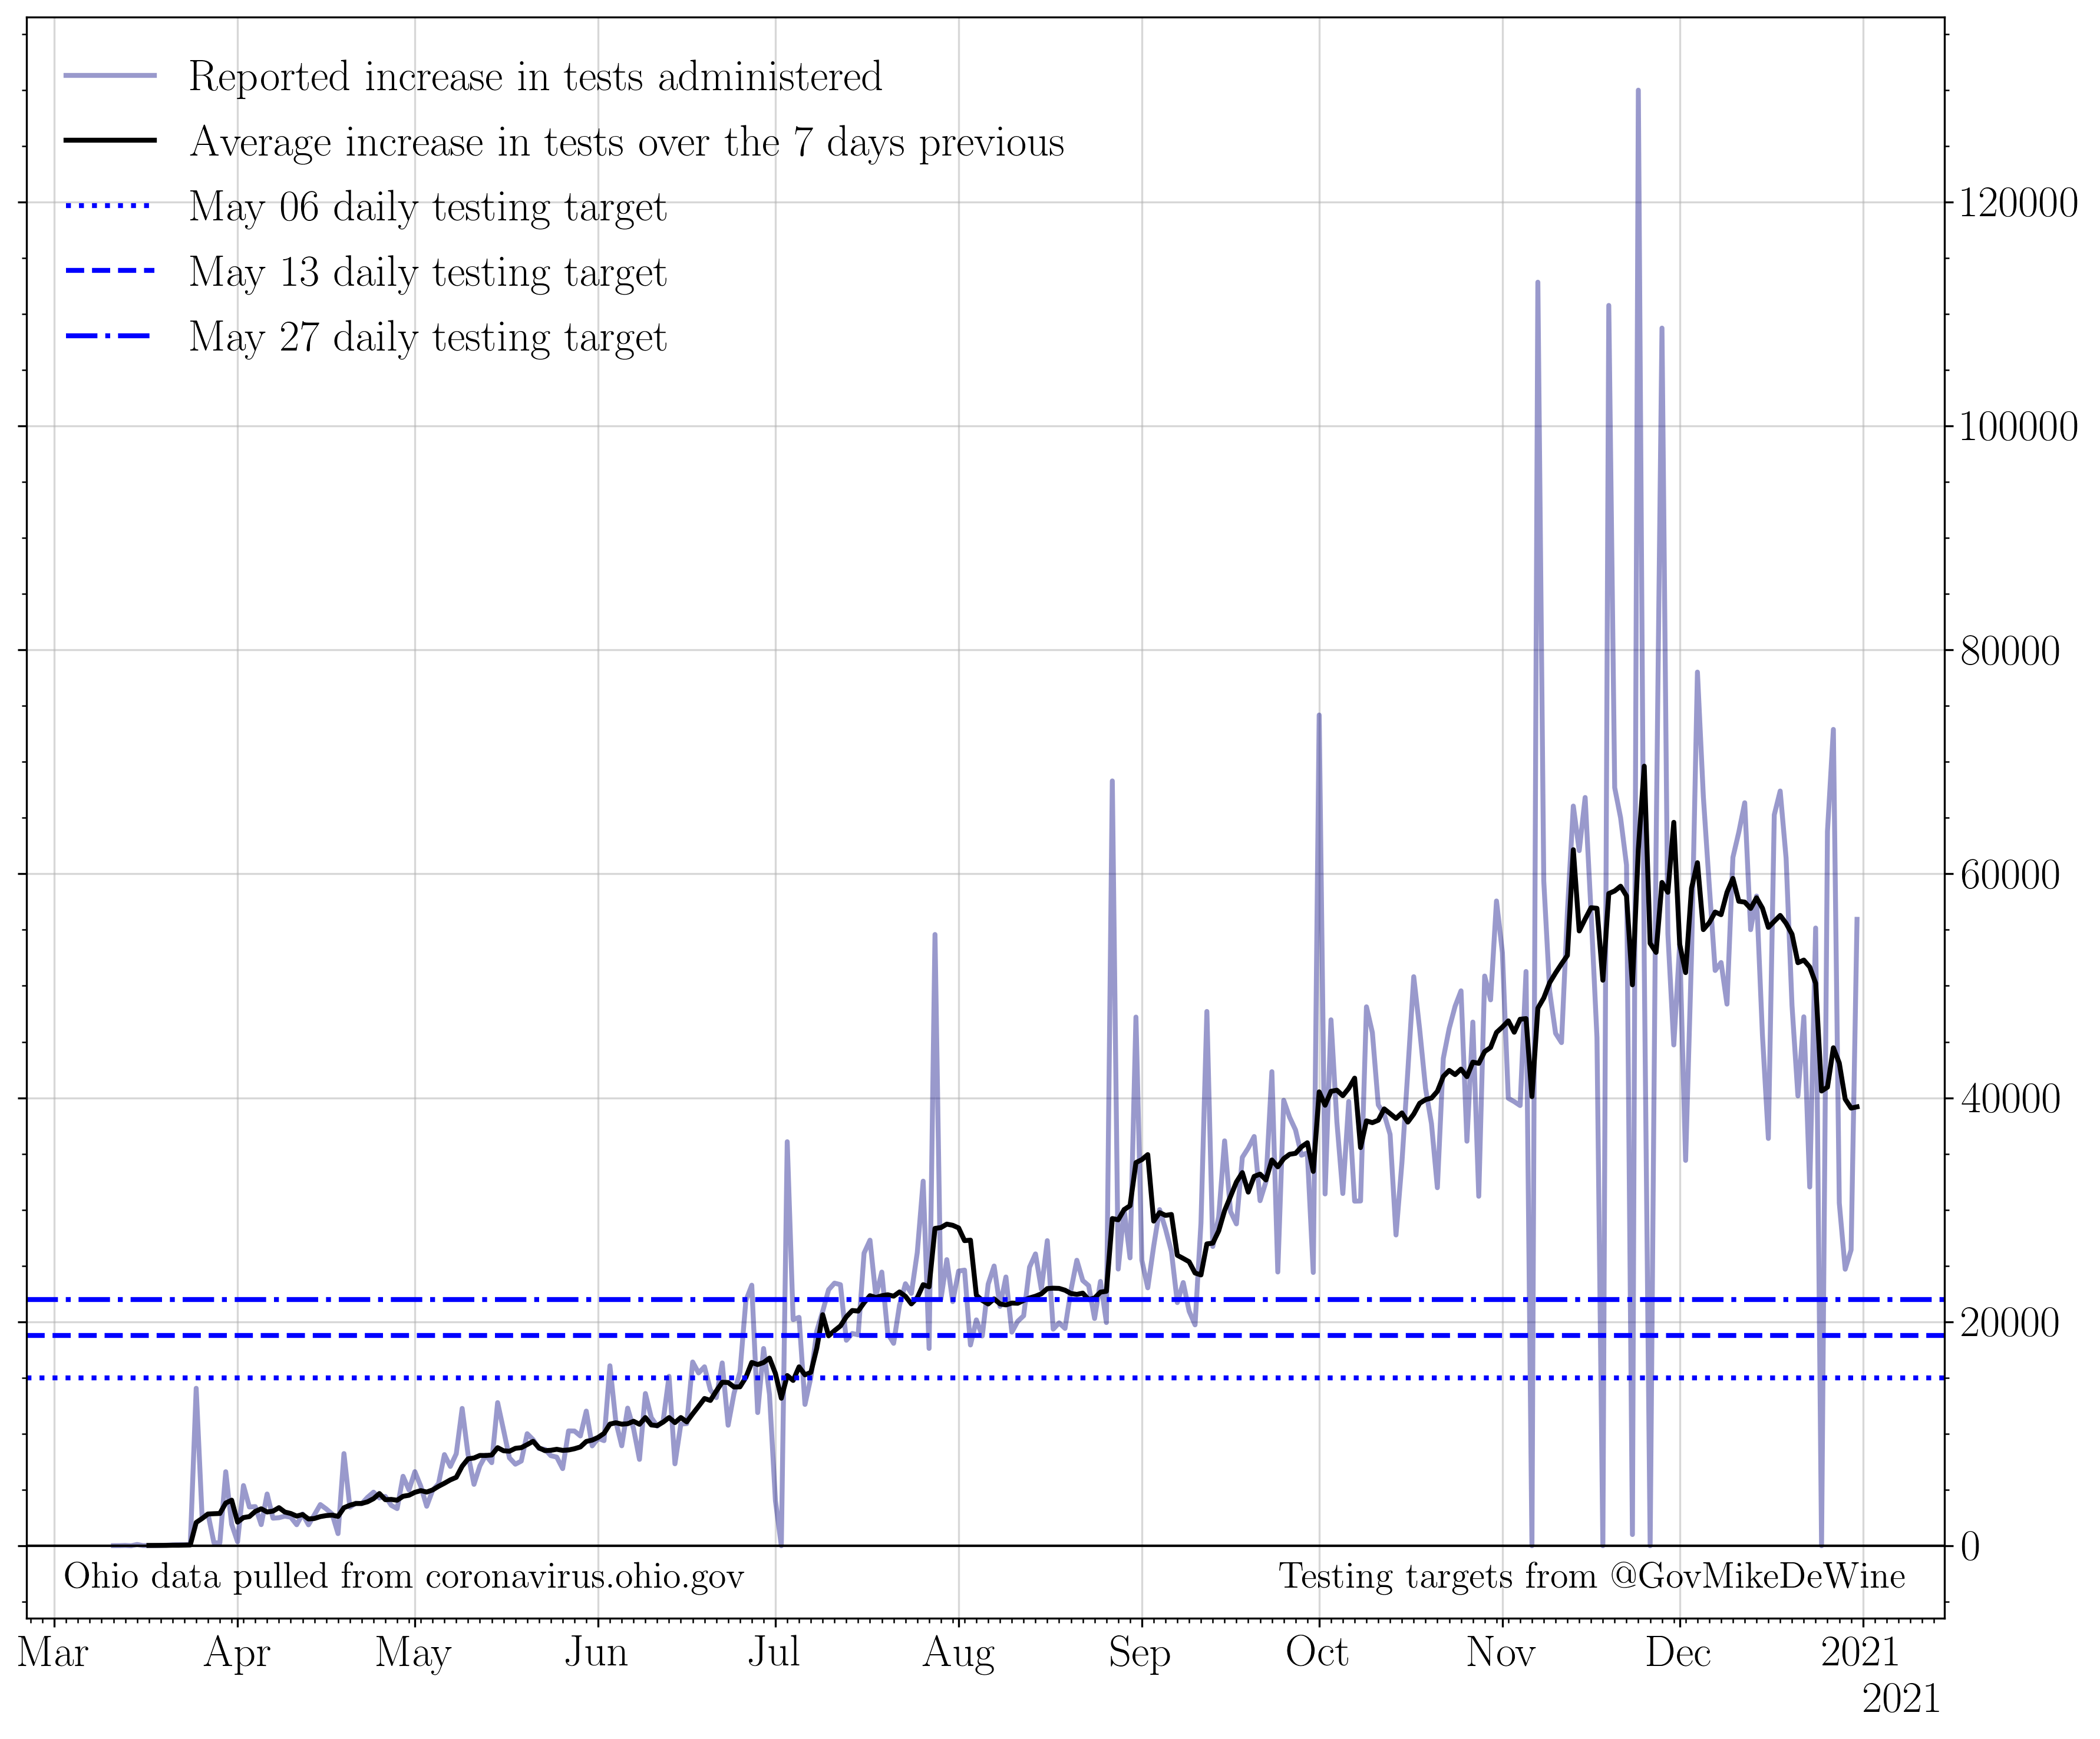 Reported increase in tests administered
Average increase in tests over the 7 days previous
May 06 daily testing target
May 13 daily testing target
May 27 daily testing target
120000
100000
80000
60000
40000
20000
0
Ohio data pulled from coronavirus.ohio.gov
Testing targets from @GovMikeDeWine
Mar Apr May Jun Jul Aug Sep Oct Nov Dec 2021
2021